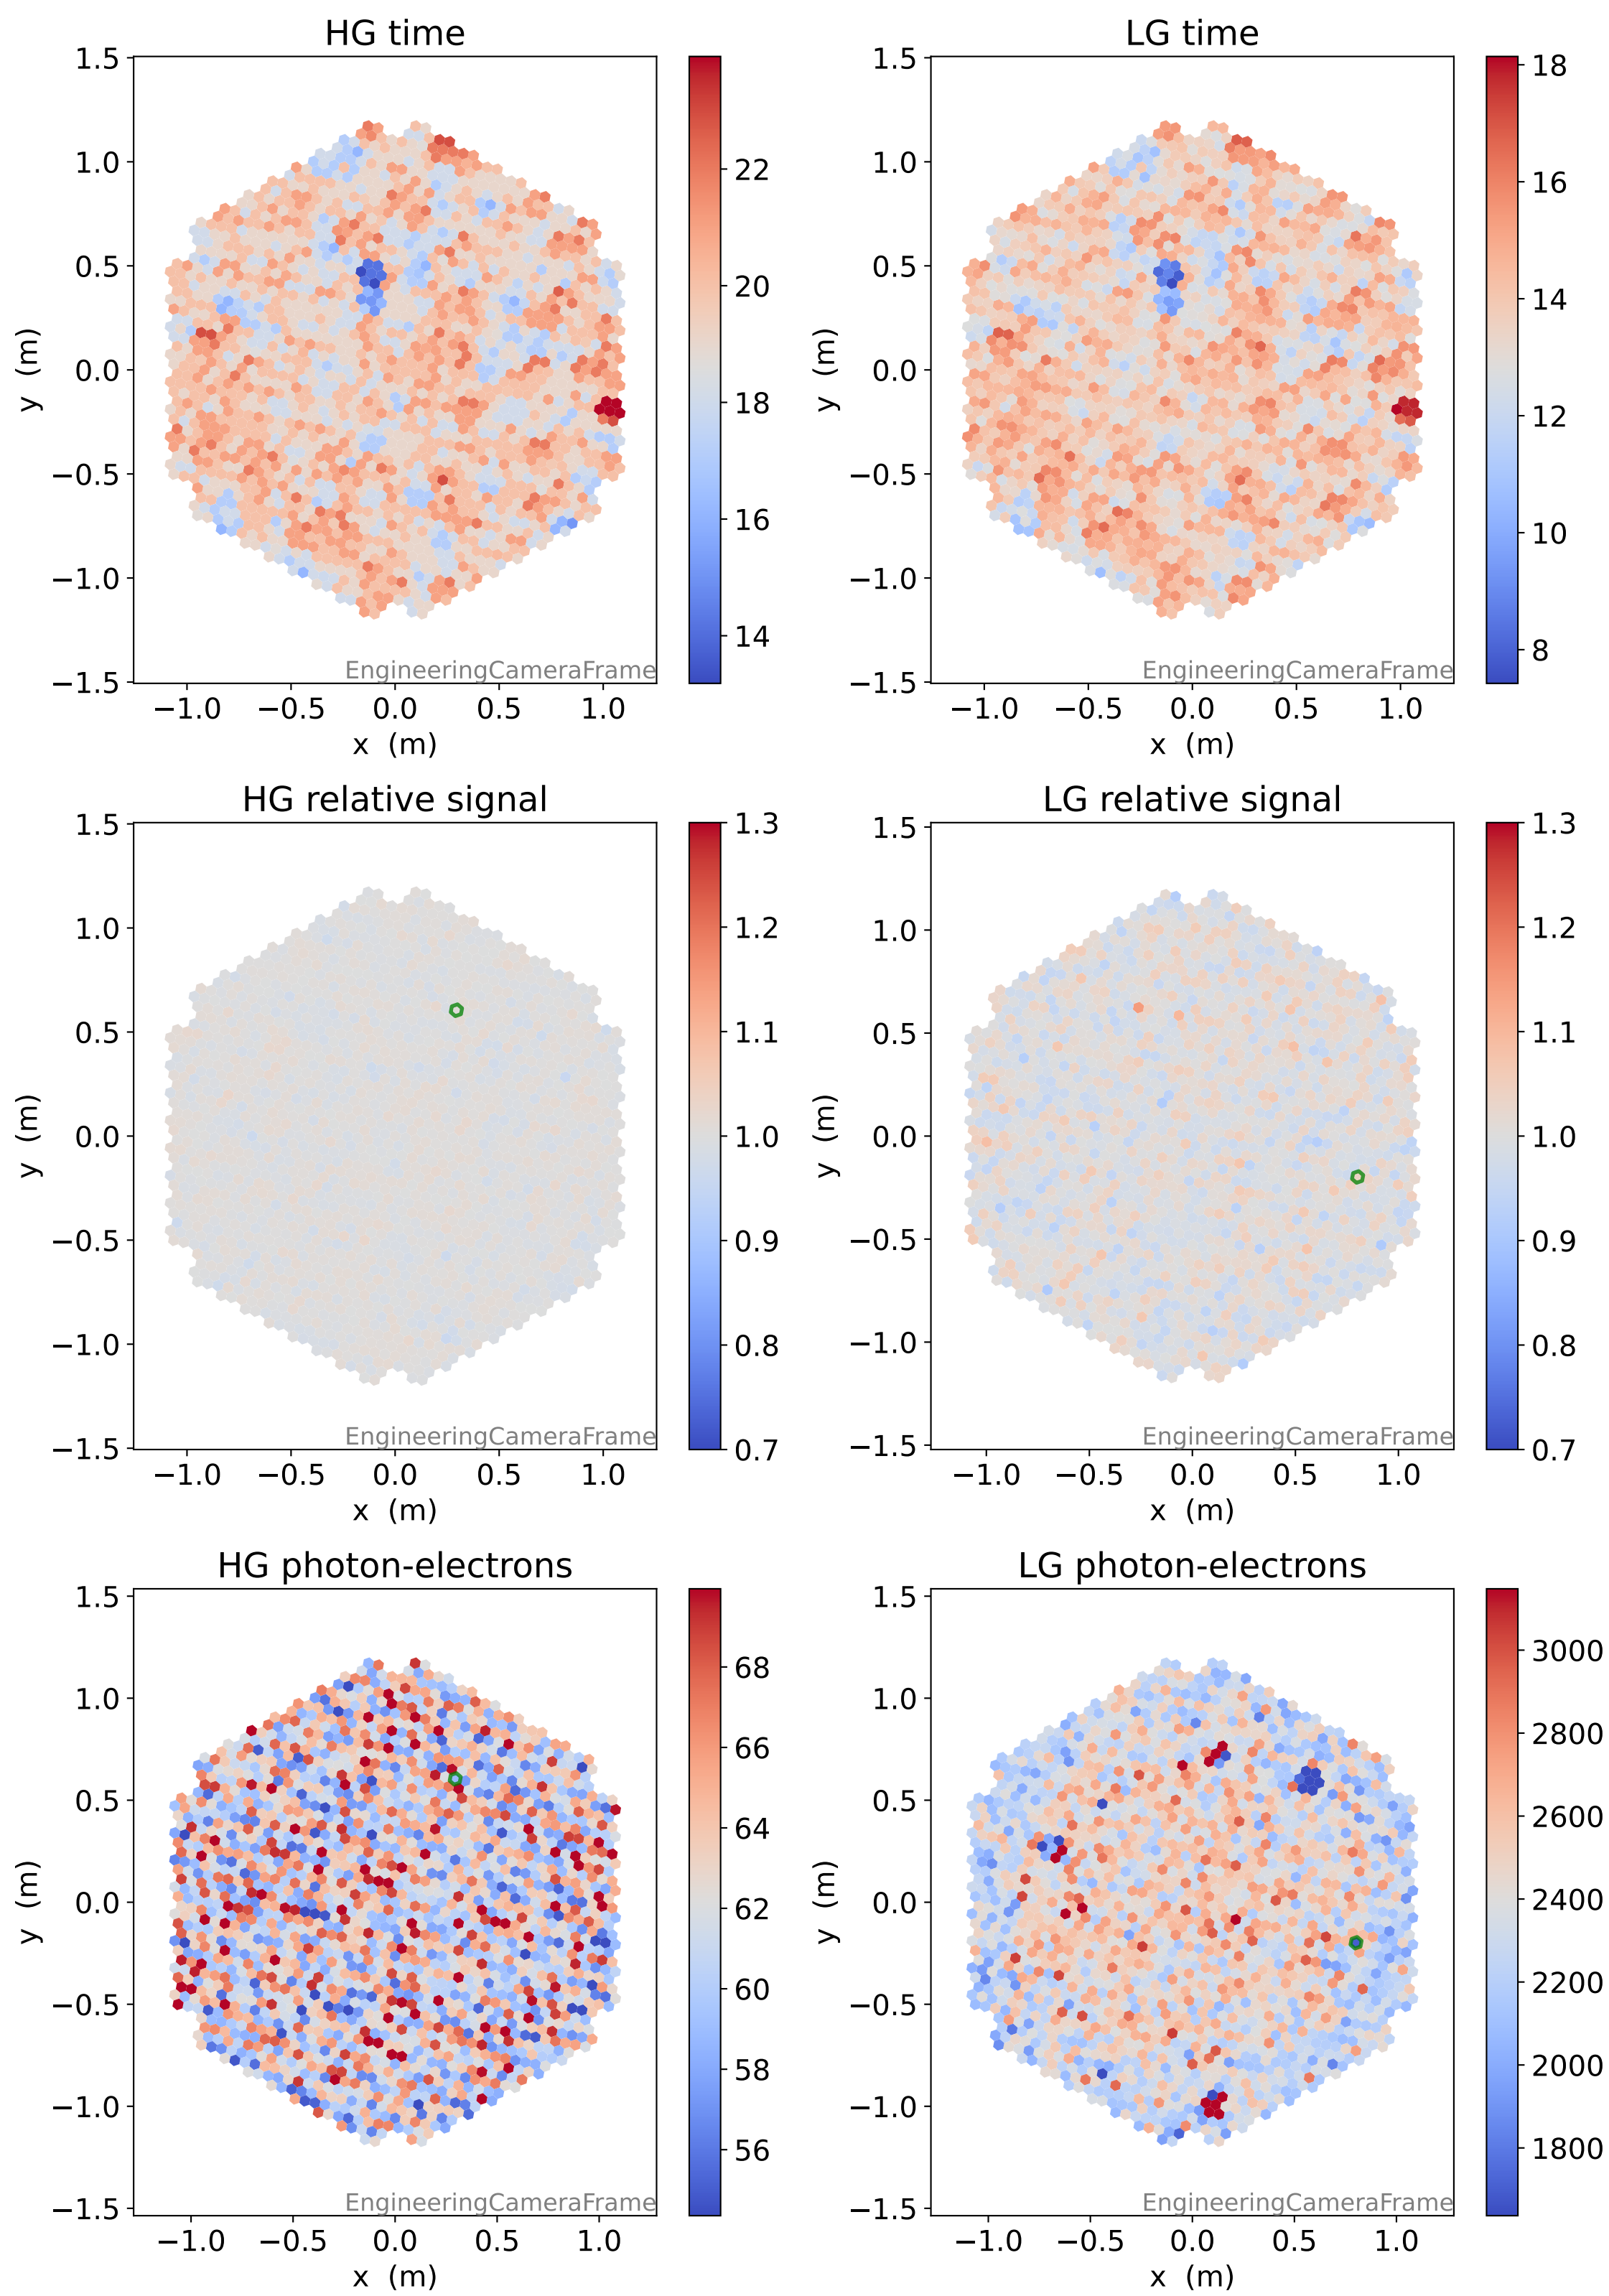 HG time
1.5
1.0
0.5
0.0
−0.5
−1.0
−1.5
y (m)
−1.0 −0.5 0.0 0.5 1.0
x (m)
EngineeringCameraFrame
22
20
18
16
14
LG time
1.5
1.0
0.5
0.0
−0.5
−1.0
−1.5
y (m)
−1.0 −0.5 0.0 0.5 1.0
x (m)
EngineeringCameraFrame
18
16
14
12
10
8
HG relative signal
1.5
1.0
0.5
0.0
−0.5
−1.0
−1.5
y (m)
−1.0 −0.5 0.0 0.5 1.0
x (m)
EngineeringCameraFrame
1.3
1.2
1.1
1.0
0.9
0.8
0.7
LG relative signal
1.5
1.0
0.5
0.0
−0.5
−1.0
−1.5
y (m)
−1.0 −0.5 0.0 0.5 1.0
x (m)
EngineeringCameraFrame
1.3
1.2
1.1
1.0
0.9
0.8
0.7
HG photon-electrons
1.5
1.0
0.5
0.0
−0.5
−1.0
−1.5
y (m)
−1.0 −0.5 0.0 0.5 1.0
x (m)
EngineeringCameraFrame
68
66
64
62
60
58
56
LG photon-electrons
1.5
1.0
0.5
0.0
−0.5
−1.0
−1.5
y (m)
−1.0 −0.5 0.0 0.5 1.0
x (m)
EngineeringCameraFrame
3000
2800
2600
2400
2200
2000
1800